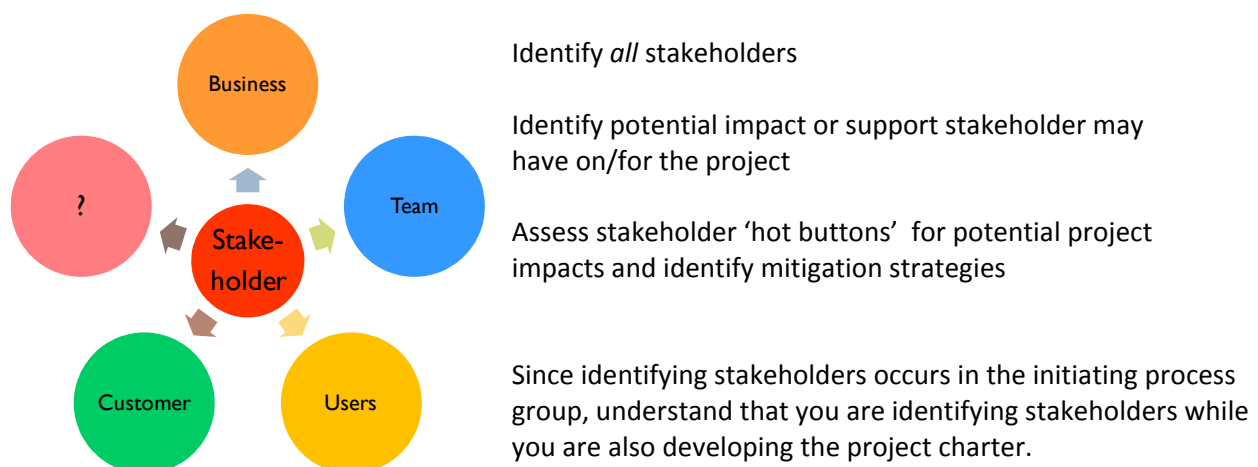 Business
?
Team
Stake-
holder
Customer
Users
Identify all stakeholders
Identify potential impact or support stakeholder may
have on/for the project
Assess stakeholder ‘hot buttons’  for potential project
impacts and identify mitigation strategies
Since identifying stakeholders occurs in the initiating process
group, understand that you are identifying stakeholders while
you are also developing the project charter.